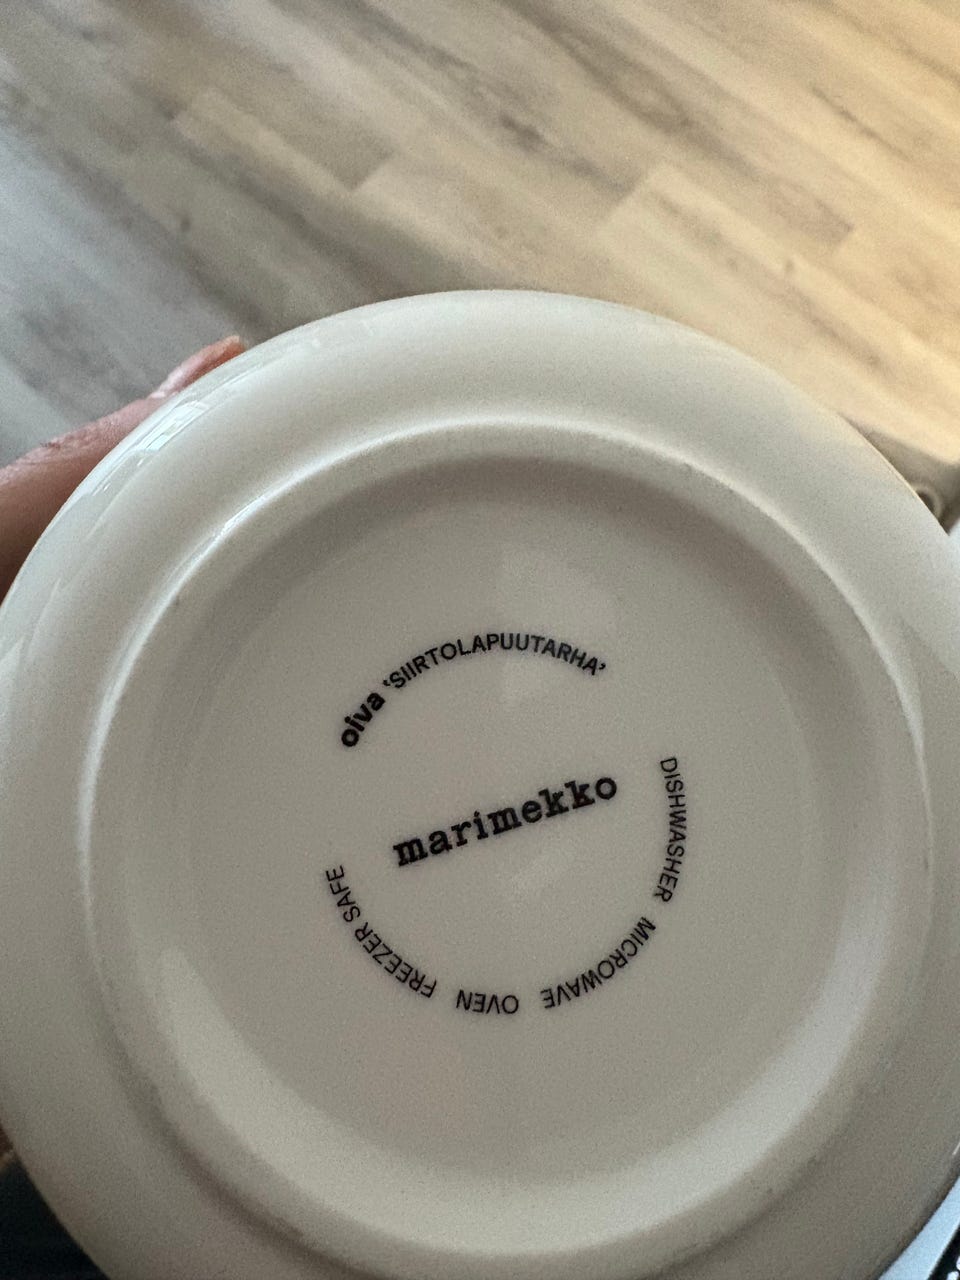 oiva 'SIIRTOLAPUUTARHA'
marimekko
DISHWASHER MICROWAVE OVEN FREEZER SAFE